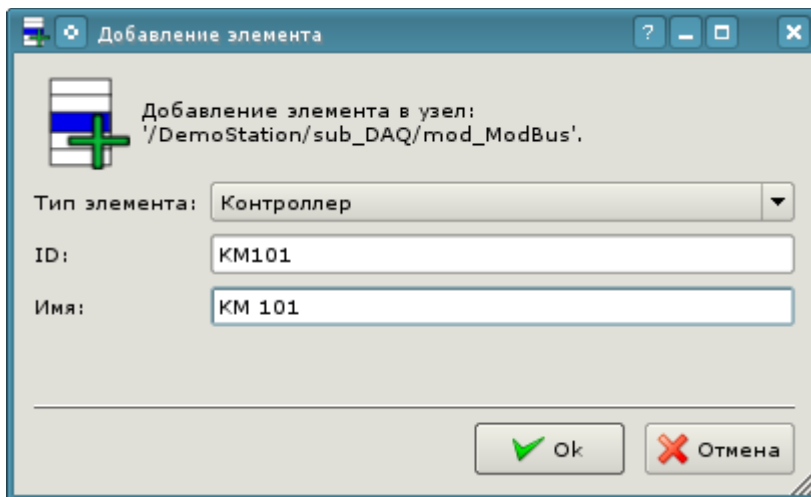 Добавление элемента
Добавление элемента в узел:
'/DemoStation/sub_DAQ/mod_ModBus'.
Тип элемента: Контроллер
ID: KM101
Имя: KM 101
Ok Отмена